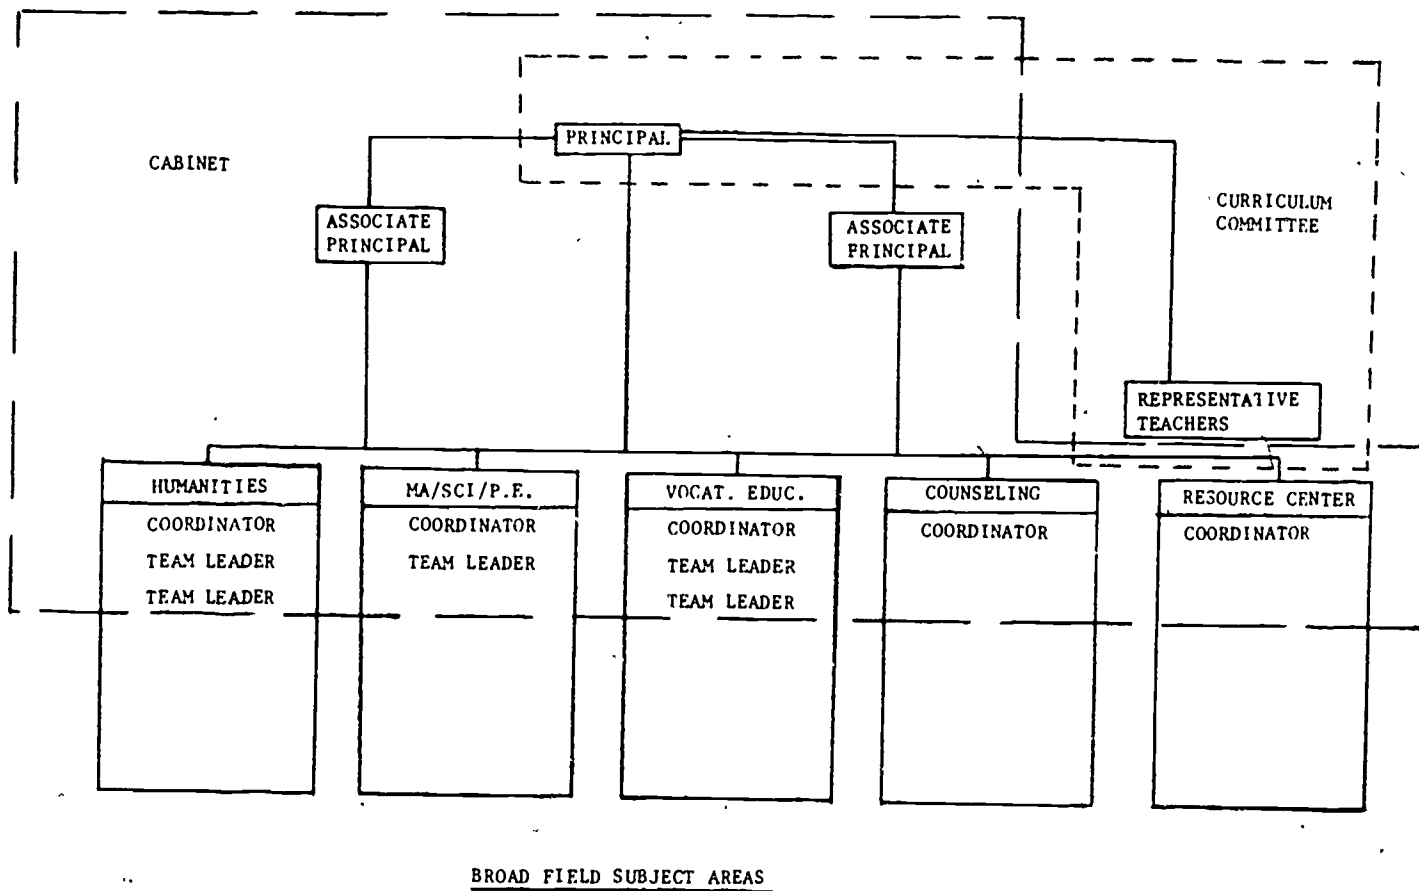 PRINCIPAL
CABINET
ASSOCIATE
PRINCIPAL
ASSOCIATE
PRINCIPAL
CURRICULUM
COMMITTEE
REPRESENTATIVE
TEACHERS
HUMANITIES
COORDINATOR
TEAM LEADER
TEAM LEADER
MA/SCI/P.E.
COORDINATOR
TEAM LEADER
VOCAT. EDUC.
COORDINATOR
TEAM LEADER
TEAM LEADER
COUNSELING
COORDINATOR
RESOURCE CENTER
COORDINATOR
BROAD FIELD SUBJECT AREAS